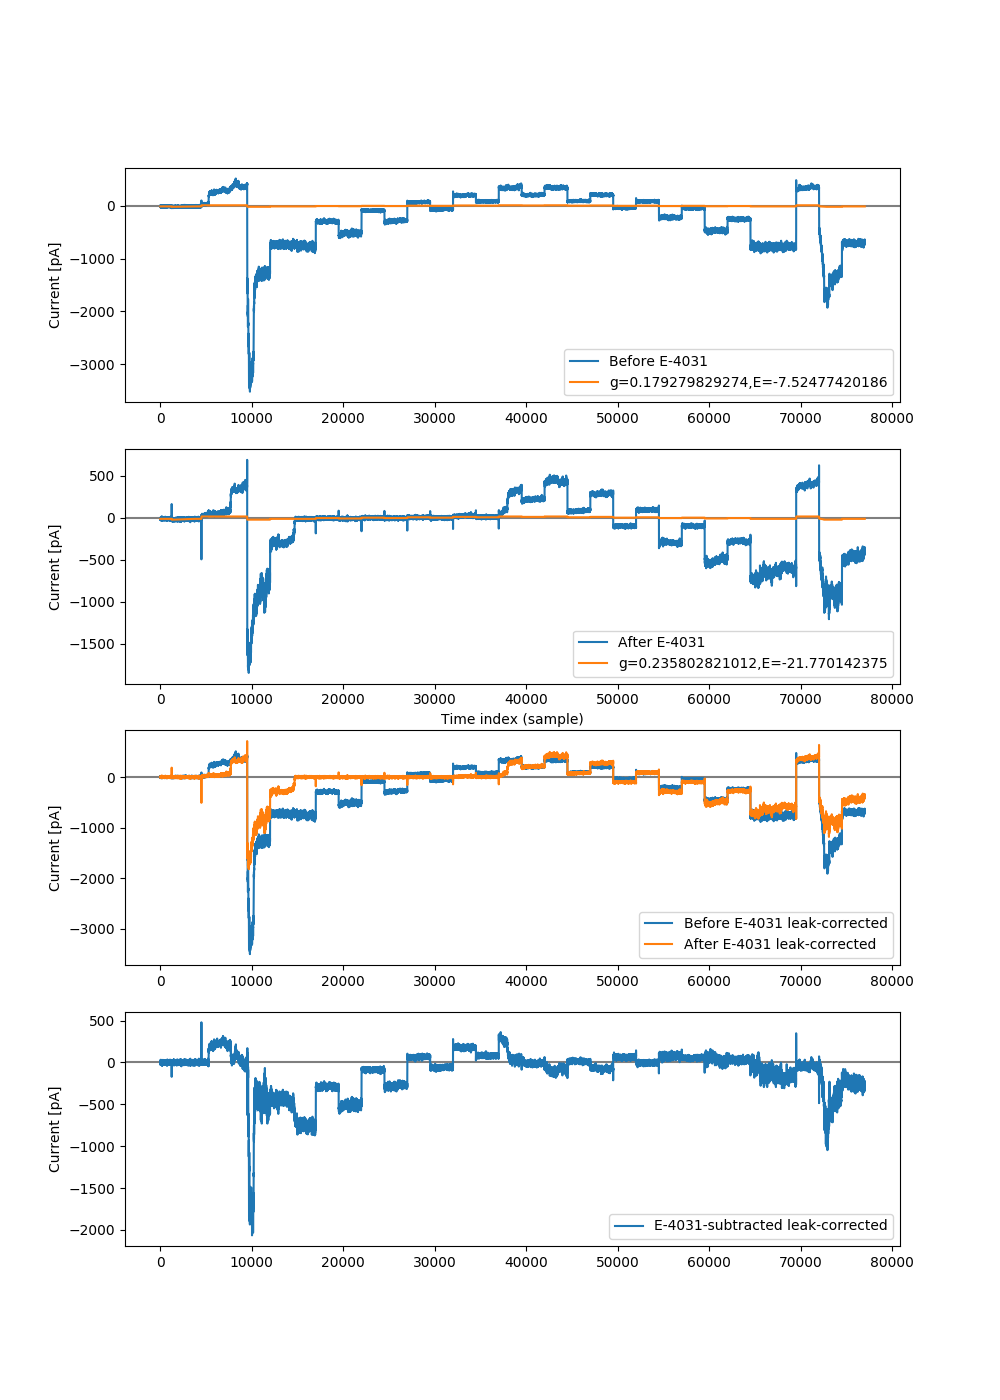 0
−1000
−2000
−3000
Current [pA]
Before E-4031
g=0.179279829274,E=-7.52477420186
0 10000 20000 30000 40000 50000 60000 70000 80000
500
0
−500
−1000
−1500
Current [pA]
After E-4031
g=0.235802821012,E=-21.770142375
0 10000 20000 30000 40000 50000 60000 70000 80000
Time index (sample)
0
−1000
−2000
−3000
Current [pA]
Before E-4031 leak-corrected
After E-4031 leak-corrected
0 10000 20000 30000 40000 50000 60000 70000 80000
500
0
−500
−1000
−1500
−2000
Current [pA]
E-4031-subtracted leak-corrected
0 10000 20000 30000 40000 50000 60000 70000 80000